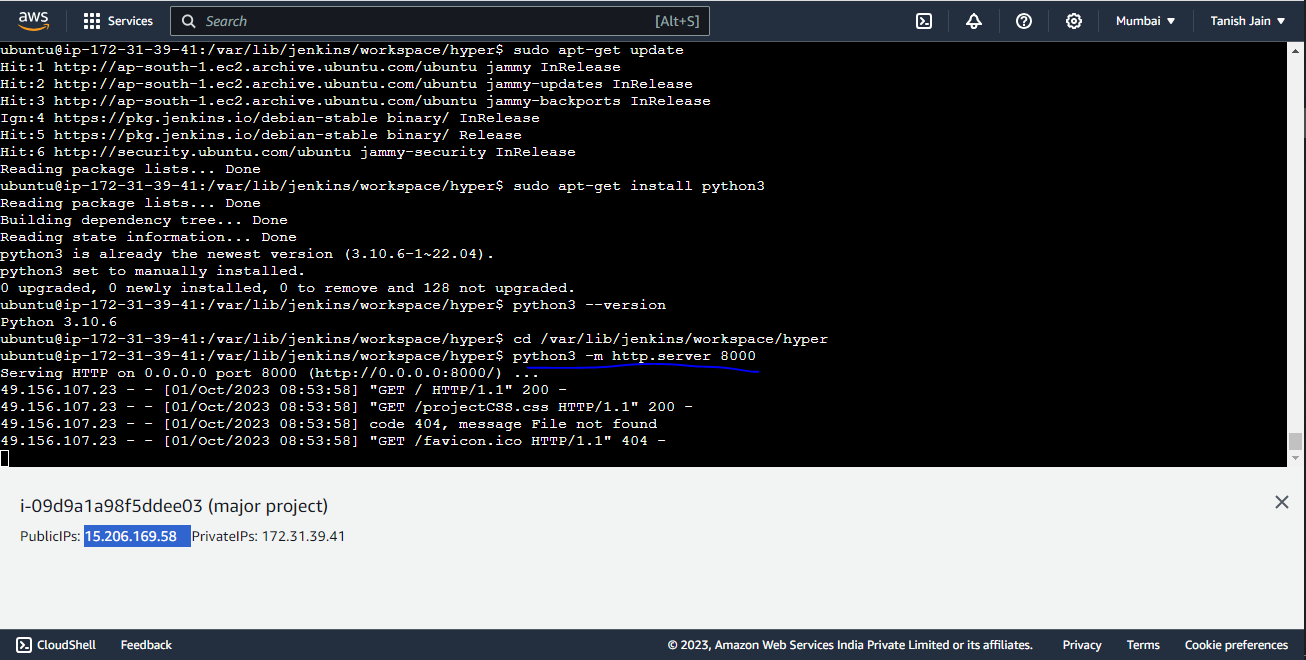 aws
Services
Search
[Alt+S]
Mumbai
Tanish Jain
ubuntu@ip-172-31-39-41:/var/lib/jenkins/workspace/hyper$ sudo apt-get update
Hit:1 http://ap-south-1.ec2.archive.ubuntu.com/ubuntu jammy InRelease
Hit:2 http://ap-south-1.ec2.archive.ubuntu.com/ubuntu jammy-updates InRelease
Hit:3 http://ap-south-1.ec2.archive.ubuntu.com/ubuntu jammy-backports InRelease
Ign:4 https://pkg.jenkins.io/debian-stable binary/ InRelease
Hit:5 https://pkg.jenkins.io/debian-stable binary/ Release
Hit:6 http://security.ubuntu.com/ubuntu jammy-security InRelease
Reading package lists... Done
ubuntu@ip-172-31-39-41:/var/lib/jenkins/workspace/hyper$ sudo apt-get install python3
Reading package lists... Done
Building dependency tree... Done
Reading state information... Done
python3 is already the newest version (3.10.6-1~22.04).
python3 set to manually installed.
0 upgraded, 0 newly installed, 0 to remove and 128 not upgraded.
ubuntu@ip-172-31-39-41:/var/lib/jenkins/workspace/hyper$ python3 --version
Python 3.10.6
ubuntu@ip-172-31-39-41:/var/lib/jenkins/workspace/hyper$ cd /var/lib/jenkins/workspace/hyper
ubuntu@ip-172-31-39-41:/var/lib/jenkins/workspace/hyper$ python3 -m http.server 8000
Serving HTTP on 0.0.0.0 port 8000 (http://0.0.0.0:8000/) ...
49.156.107.23 - - [01/Oct/2023 08:53:58] "GET / HTTP/1.1" 200 -
49.156.107.23 - - [01/Oct/2023 08:53:58] "GET /projectCSS.css HTTP/1.1" 200 -
49.156.107.23 - - [01/Oct/2023 08:53:58] code 404, message File not found
49.156.107.23 - - [01/Oct/2023 08:53:58] "GET /favicon.ico HTTP/1.1" 404 -
i-09d9a1a98f5ddee03 (major project)
PublicIPs: 15.206.169.58 PrivateIPs: 172.31.39.41
CloudShell
Feedback
© 2023, Amazon Web Services India Private Limited or its affiliates.
Privacy
Terms
Cookie preferences